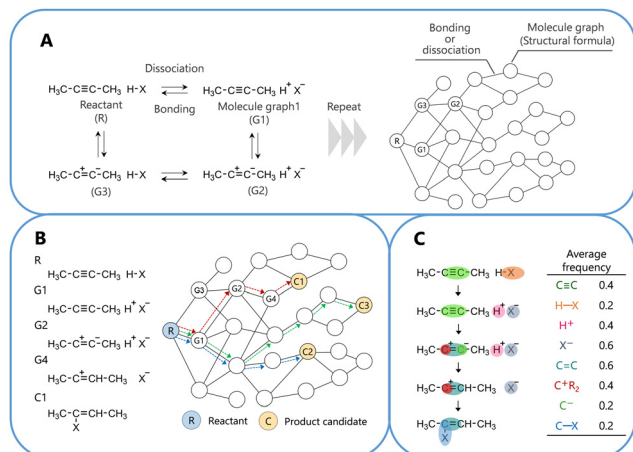 A
Bonding
or
dissociation
Molecule graph
(Structural formula)
Dissociation
H₃C-C≡C-CH₃ H-X
H₃C-C≡C-CH₃ H⁺ X⁻
Reactant
(R)
Bonding
Molecule graph1
(G1)
Repeat
H₃C-C⁺=C⁻-CH₃ H-X
(G3)
H₃C-C⁺=C⁻-CH₃ H⁺ X⁻
(G2)
G3
G2
R
G1
B
R
H₃C-C≡C-CH₃ H-X
G1
H₃C-C≡C-CH₃ H⁺ X⁻
G2
H₃C-C⁺=C⁻-CH₃ H⁺ X⁻
G4
H₃C-C⁺=CH-CH₃ X⁻
C1
H₃C-C=CH-CH₃
X
G3
G2
G4
C1
C3
R
G1
C2
R Reactant
C Product candidate
C
H₃C-C≡C-CH₃ H-X
H₃C-C≡C-CH₃ H⁺ X⁻
H₃C-C⁺=C⁻-CH₃ H⁺ X⁻
H₃C-C⁺=CH-CH₃ X⁻
H₃C-C=CH-CH₃
X
Average
frequency
C≡C 0.4
H—X 0.2
H⁺ 0.4
X⁻ 0.6
C=C 0.6
C⁺R₂ 0.4
C⁻ 0.2
C—X 0.2